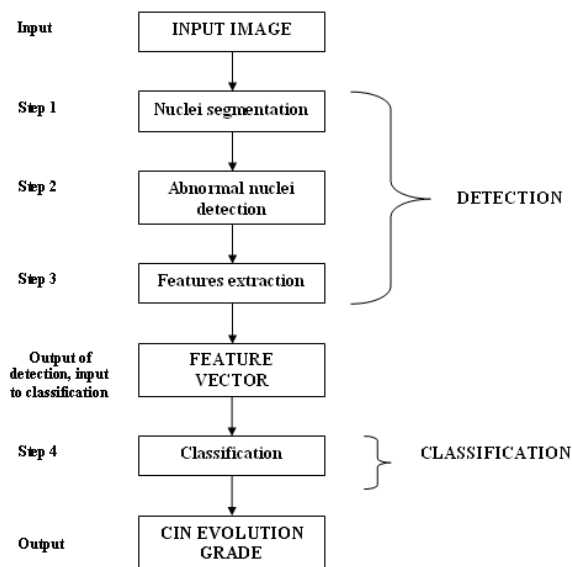 Input
INPUT IMAGE
Step 1
Nuclei segmentation
Step 2
Abnormal nuclei
detection
DETECTION
Step 3
Features extraction
Output of
detection, input
to classification
FEATURE
VECTOR
Step 4
Classification
CLASSIFICATION
Output
CIN EVOLUTION
GRADE